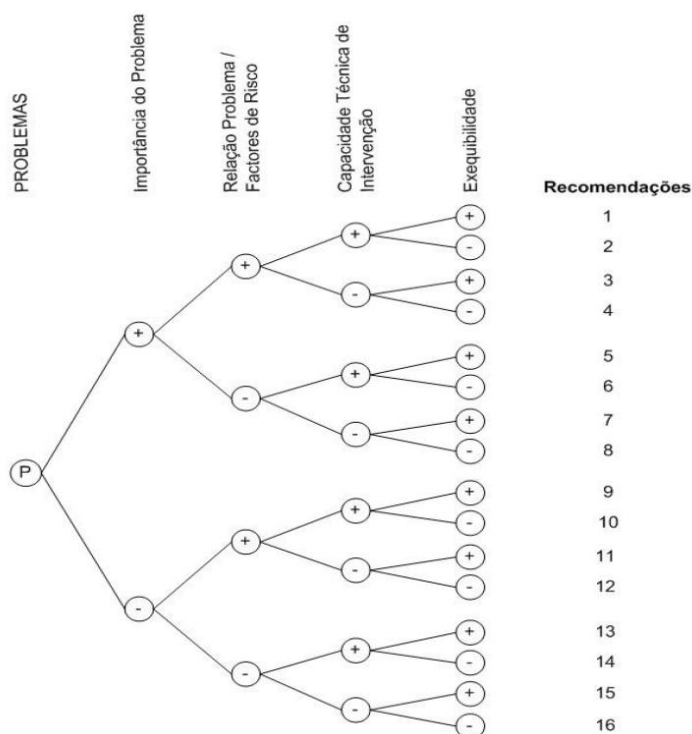 PROBLEMAS
Importância do Problema
Relação Problema /
Factores de Risco
Capacidade Técnica de
Intervenção
Exequibilidade
Recomendações
+ 1
+ - 2
+ + 3
- - 4
+
+ 5
+ - 6
- + 7
- - 8
P
+ 9
+ - 10
+ + 11
- - 12
-
+ 13
+ - 14
- + 15
- - 16